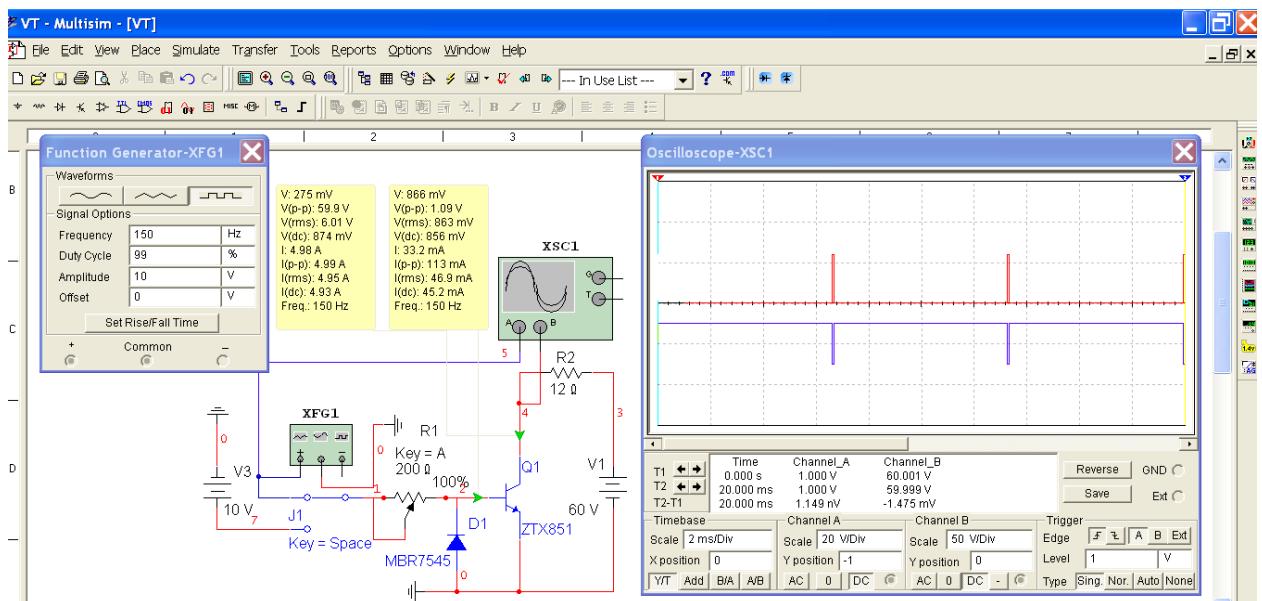 VT - Multisim - [VT]
File Edit View Place Simulate Transfer Tools Reports Options Window Help
--- In Use List ---
2 3
B
C
D
Function Generator-XFG1
Waveforms
Signal Options
Frequency 150 Hz
Duty Cycle 99 %
Amplitude 10 V
Offset 0 V
Set Rise/Fall Time
+ Common –
V: 275 mV
V(p-p): 59.9 V
V(rms): 6.01 V
V(dc): 874 mV
I: 4.98 A
I(p-p): 4.99 A
I(rms): 4.95 A
I(dc): 4.93 A
Freq.: 150 Hz
V: 866 mV
V(p-p): 1.09 V
V(rms): 863 mV
V(dc): 856 mV
I: 33.2 mA
I(p-p): 113 mA
I(rms): 46.9 mA
I(dc): 45.2 mA
Freq.: 150 Hz
XSC1
G
T
A B
5
R2
12 Ω
4
3
XFG1
0
V3
10 V
7
J1
Key = Space
1
0
R1
Key = A
200 Ω
100%
2
D1
MBR7545
0
Q1
ZTX851
V1
60 V
Oscilloscope-XSC1
Time Channel_A Channel_B
T1 0.000 s 1.000 V 60.001 V
T2 20.000 ms 1.000 V 59.999 V
T2-T1 20.000 ms 1.149 nV -1.475 mV
Reverse
Save
GND
Ext
Timebase
Scale 2 ms/Div
X position 0
Y/T Add B/A A/B
Channel A
Scale 20 V/Div
Y position -1
AC 0 DC
Channel B
Scale 50 V/Div
Y position 0
AC 0 DC -
Trigger
Edge A B Ext
Level 1 V
Type Sing. Nor. Auto None